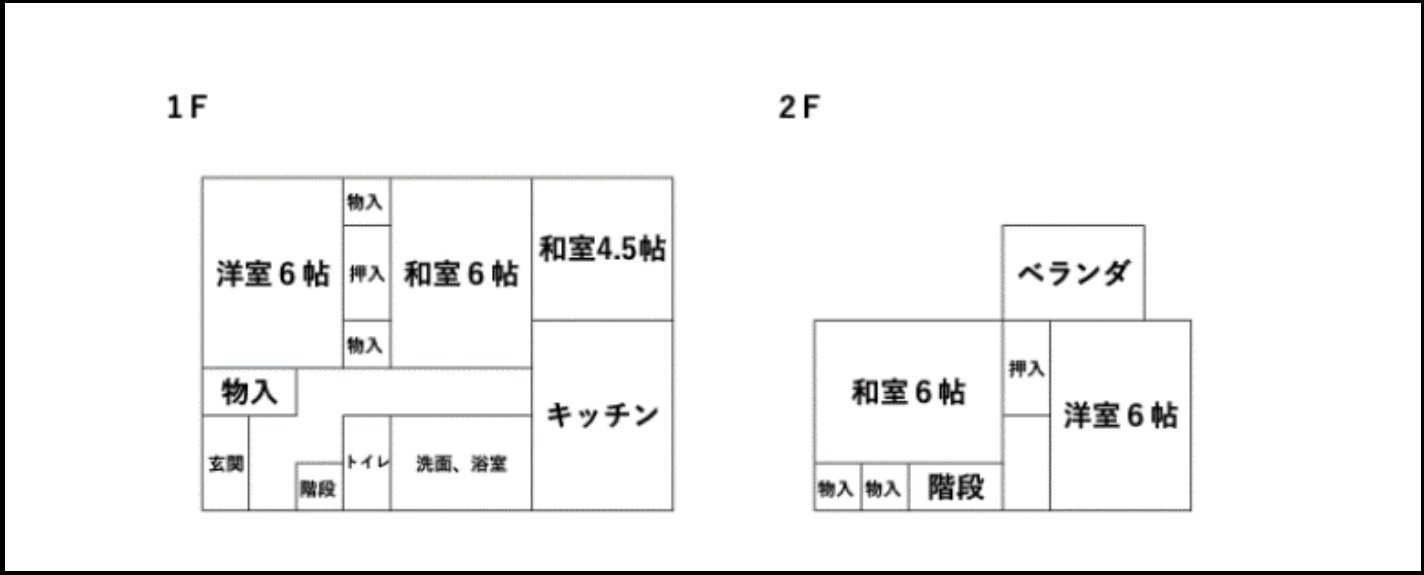 1F
2F
物入
洋室6帖
押入
和室6帖
和室4.5帖
物入
物入
キッチン
玄関
階段
トイレ
洗面、浴室
ベランダ
和室6帖
押入
洋室6帖
物入
物入
階段